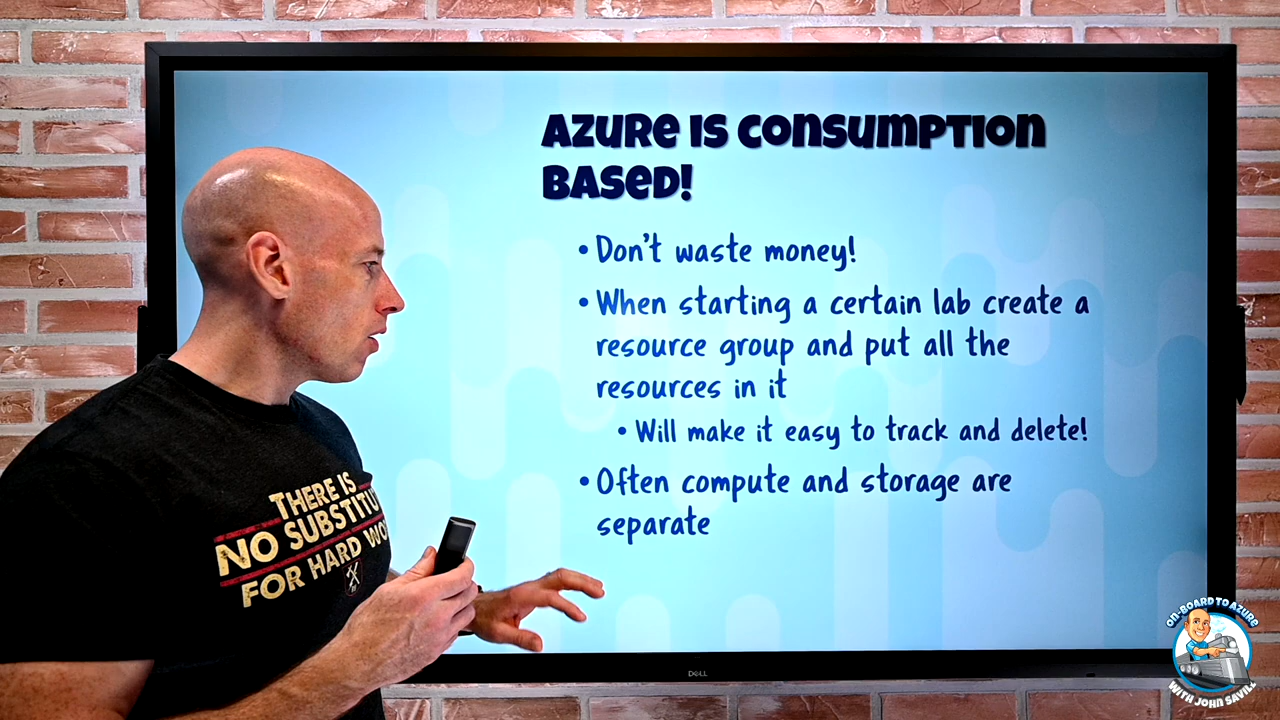 Azure is consumption
based!
• Don't waste money!
• When starting a certain lab create a
resource group and put all the
resources in it
• Will make it easy to track and delete!
• Often compute and storage are
separate
THERE IS
NO SUBSTITU
FOR HARD WO
DELL
ON-BOARD TO AZURE
WITH JOHN SAVILL